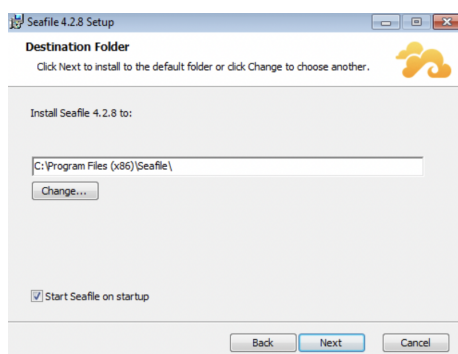 Seafile 4.2.8 Setup
Destination Folder
Click Next to install to the default folder or click Change to choose another.
Install Seafile 4.2.8 to:
C:\Program Files (x86)\Seafile\
Change...
Start Seafile on startup
Back Next Cancel